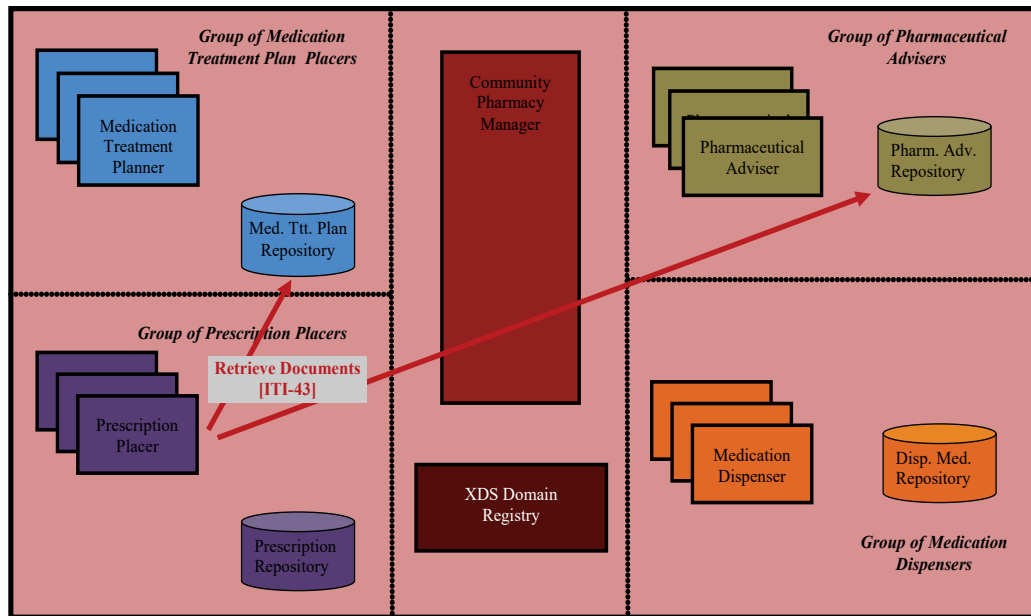 Group of Medication
Treatment Plan Placers
Medication
Treatment
Planner
Med. Ttt. Plan
Repository
Group of Prescription Placers
Retrieve Documents
[ITI-43]
Prescription
Placer
Prescription
Repository
Community
Pharmacy
Manager
XDS Domain
Registry
Group of Pharmaceutical
Advisers
Pharmaceutical
Adviser
Pharm. Adv.
Repository
Medication
Dispenser
Disp. Med.
Repository
Group of Medication
Dispensers